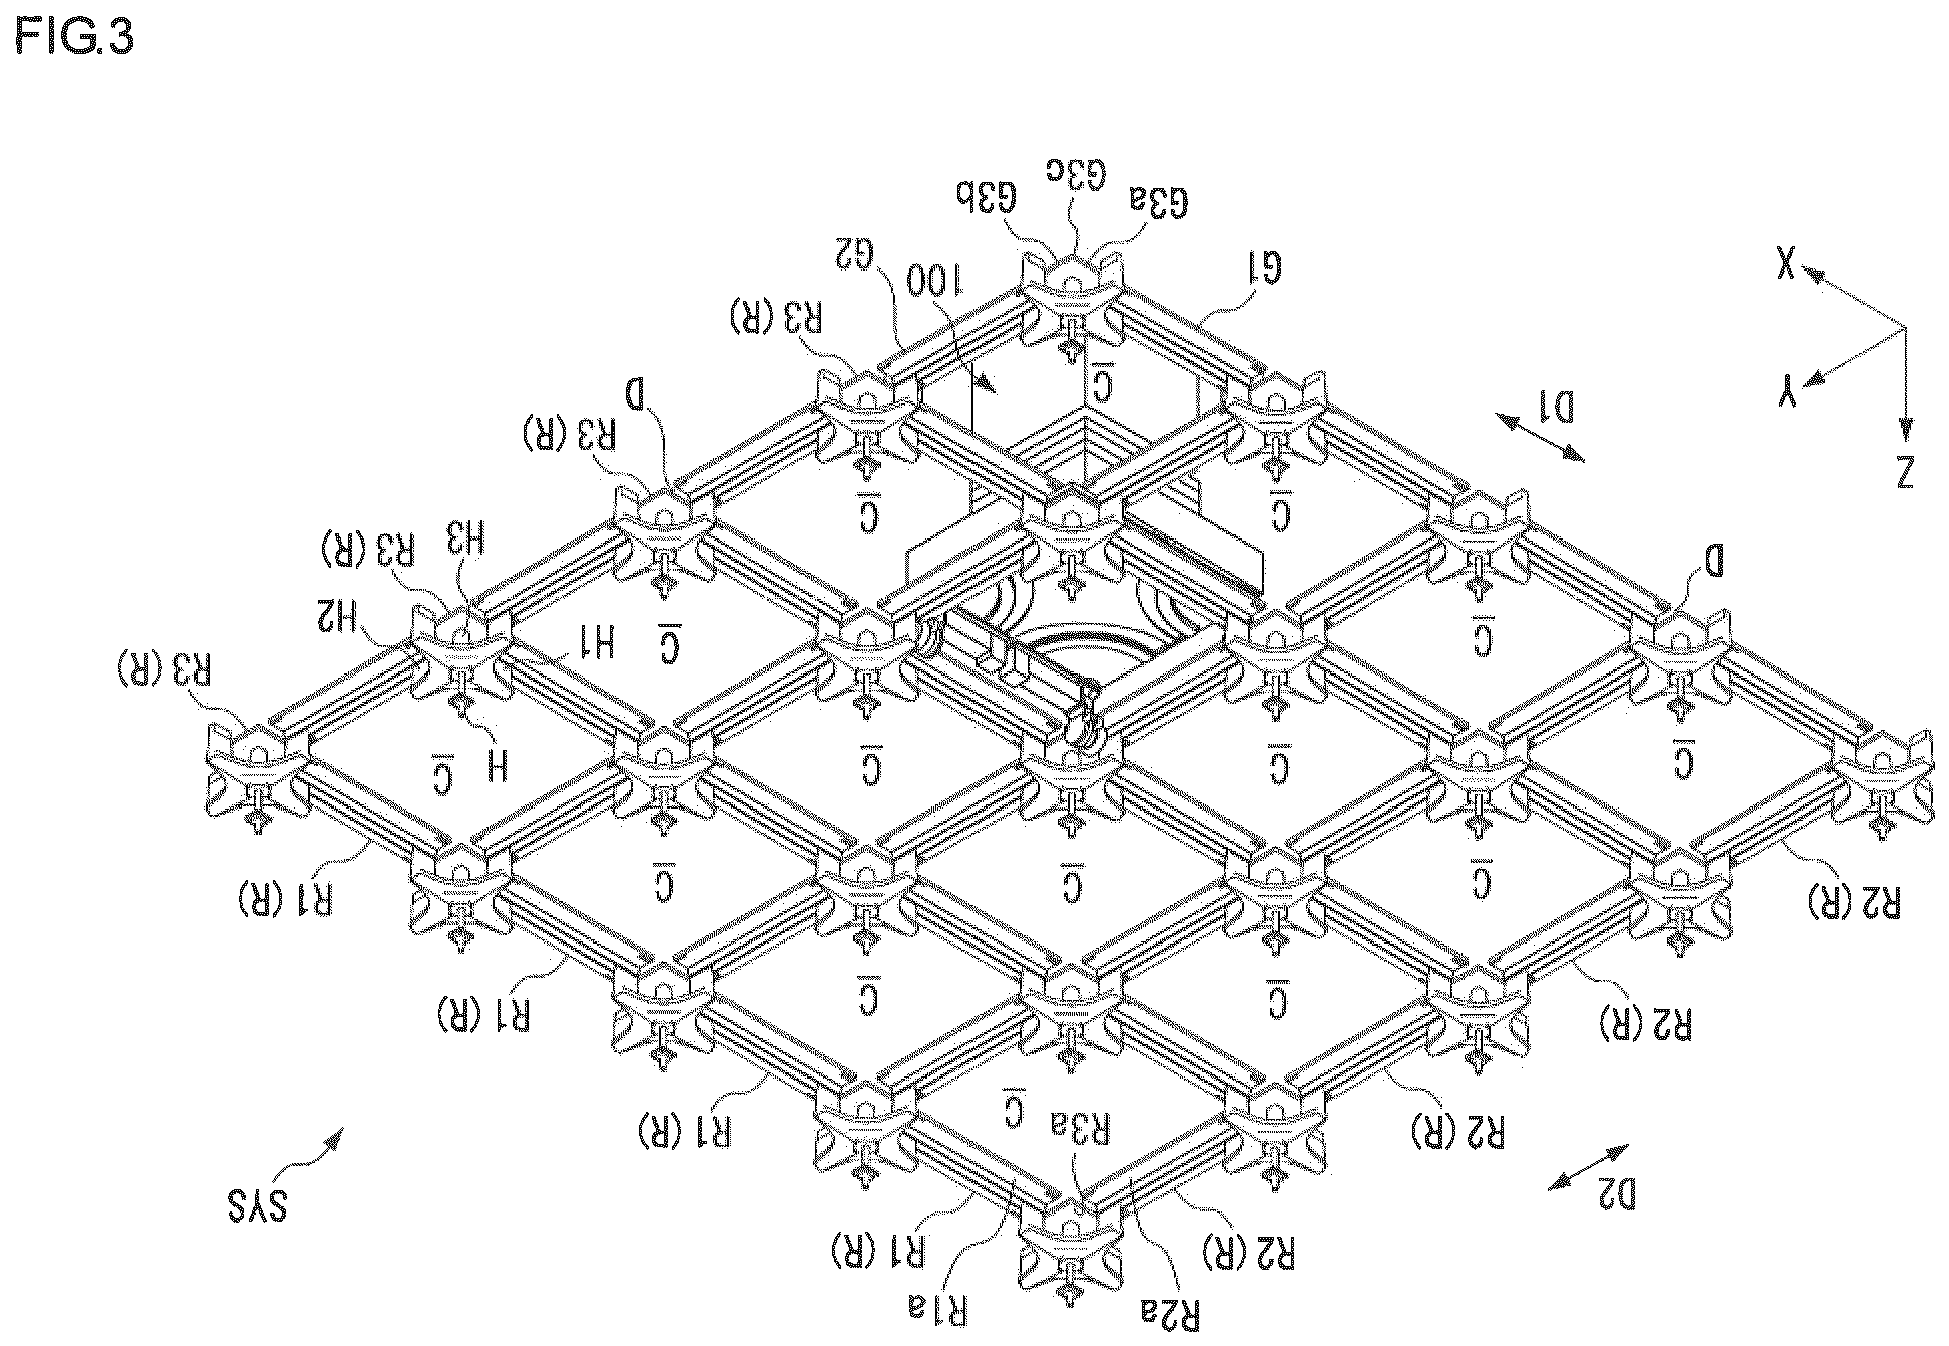 FIG.3
G3c
G3b
G3a
G2
100
G1
X
R3 (R)
D
Y
D1
R3 (R)
C
Z
C
C
H3
R3 (R)
D
H2
H1
C
C
R3 (R)
H
C
C
C
C
R1 (R)
C
C
C
R2 (R)
R1 (R)
C
C
R2 (R)
R1 (R)
C
R3a
R2 (R)
SYS
D2
R1 (R)
R2 (R)
R1a
R2a